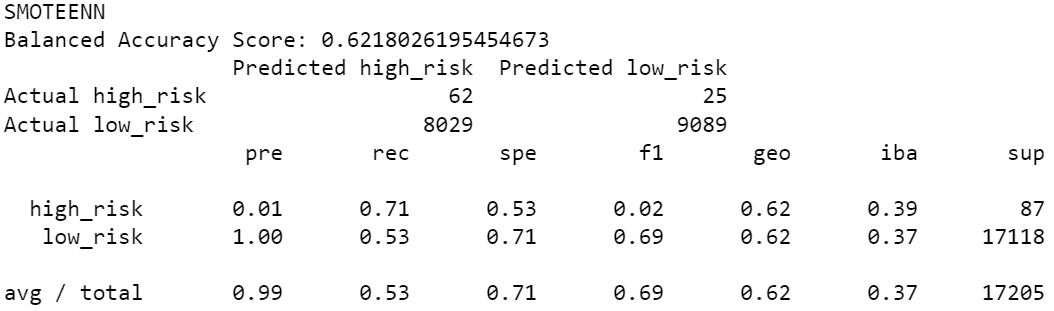 SMOTEENN
Balanced Accuracy Score: 0.6218026195454673
Predicted high_risk Predicted low_risk
Actual high_risk 62 25
Actual low_risk 8029 9089
pre rec spe f1 geo iba sup
high_risk 0.01 0.71 0.53 0.02 0.62 0.39 87
low_risk 1.00 0.53 0.71 0.69 0.62 0.37 17118
avg / total 0.99 0.53 0.71 0.69 0.62 0.37 17205